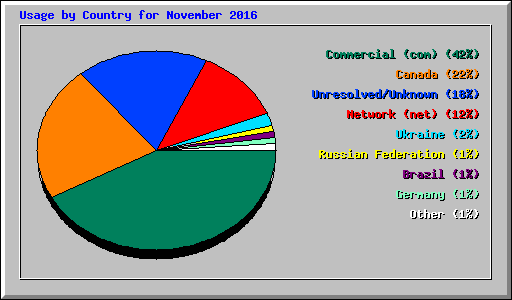 Usage by Country for November 2016
Commercial (com) (42%)
Canada (22%)
Unresolved/Unknown (18%)
Network (net) (12%)
Ukraine (2%)
Russian Federation (1%)
Brazil (1%)
Germany (1%)
Other (1%)